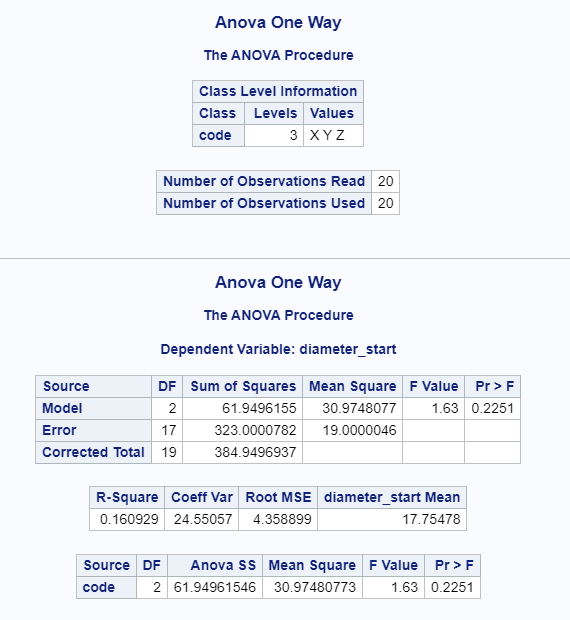 Anova One Way
The ANOVA Procedure
Class Level Information
Class Levels Values
code 3 X Y Z
Number of Observations Read 20
Number of Observations Used 20
Anova One Way
The ANOVA Procedure
Dependent Variable: diameter_start
Source DF Sum of Squares Mean Square F Value Pr > F
Model 2 61.9496155 30.9748077 1.63 0.2251
Error 17 323.0000782 19.0000046
Corrected Total 19 384.9496937
R-Square Coeff Var Root MSE diameter_start Mean
0.160929 24.55057 4.358899 17.75478
Source DF Anova SS Mean Square F Value Pr > F
code 2 61.94961546 30.97480773 1.63 0.2251